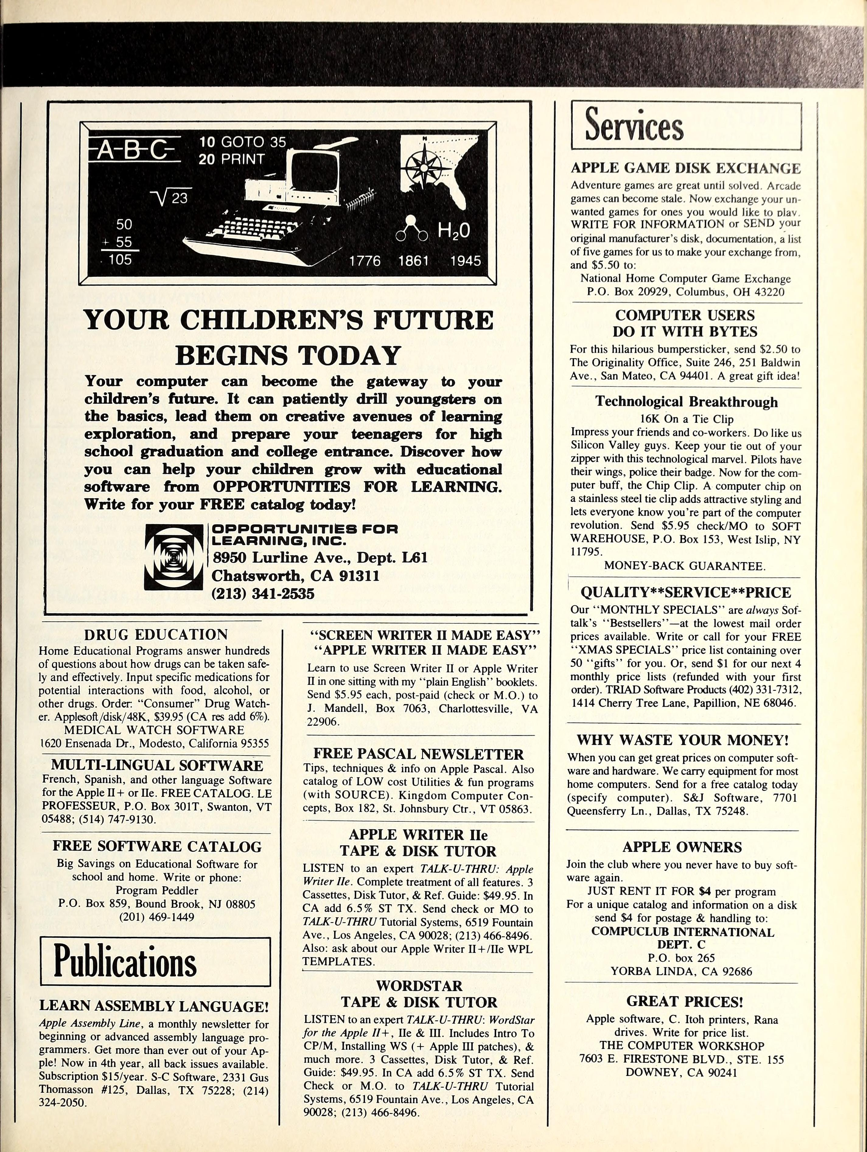 A-B-C
10 GOTO 35
20 PRINT
√23
50
+ 55
105
N
H2O
1776 1861 1945
YOUR CHILDREN'S FUTURE
BEGINS TODAY
Your computer can become the gateway to your
children's future. It can patiently drill youngsters on
the basics, lead them on creative avenues of learning
exploration, and prepare your teenagers for high
school graduation and college entrance. Discover how
you can help your children grow with educational
software from OPPORTUNITIES FOR LEARNING.
Write for your FREE catalog today!
OPPORTUNITIES FOR
LEARNING, INC.
8950 Lurline Ave., Dept. L61
Chatsworth, CA 91311
(213) 341-2535
DRUG EDUCATION
Home Educational Programs answer hundreds
of questions about how drugs can be taken safe-
ly and effectively. Input specific medications for
potential interactions with food, alcohol, or
other drugs. Order: "Consumer" Drug Watch-
er. Applesoft/disk/48K, $39.95 (CA res add 6%).
MEDICAL WATCH SOFTWARE
1620 Ensenada Dr., Modesto, California 95355
MULTI-LINGUAL SOFTWARE
French, Spanish, and other language Software
for the Apple II+ or IIe. FREE CATALOG. LE
PROFESSEUR, P.O. Box 301T, Swanton, VT
05488; (514) 747-9130.
FREE SOFTWARE CATALOG
Big Savings on Educational Software for
school and home. Write or phone:
Program Peddler
P.O. Box 859, Bound Brook, NJ 08805
(201) 469-1449
Publications
LEARN ASSEMBLY LANGUAGE!
Apple Assembly Line, a monthly newsletter for
beginning or advanced assembly language pro-
grammers. Get more than ever out of your Ap-
ple! Now in 4th year, all back issues available.
Subscription $15/year. S-C Software, 2331 Gus
Thomasson #125, Dallas, TX 75228; (214)
324-2050.
"SCREEN WRITER II MADE EASY"
"APPLE WRITER II MADE EASY"
Learn to use Screen Writer II or Apple Writer
II in one sitting with my "plain English" booklets.
Send $5.95 each, post-paid (check or M.O.) to
J. Mandell, Box 7063, Charlottesville, VA
22906.
FREE PASCAL NEWSLETTER
Tips, techniques & info on Apple Pascal. Also
catalog of LOW cost Utilities & fun programs
(with SOURCE). Kingdom Computer Con-
cepts, Box 182, St. Johnsbury Ctr., VT 05863.
APPLE WRITER IIe
TAPE & DISK TUTOR
LISTEN to an expert TALK-U-THRU: Apple
Writer IIe. Complete treatment of all features. 3
Cassettes, Disk Tutor, & Ref. Guide: $49.95. In
CA add 6.5% ST TX. Send check or MO to
TALK-U-THRU Tutorial Systems, 6519 Fountain
Ave., Los Angeles, CA 90028; (213) 466-8496.
Also: ask about our Apple Writer II+/IIe WPL
TEMPLATES.
WORDSTAR
TAPE & DISK TUTOR
LISTEN to an expert TALK-U-THRU: WordStar
for the Apple II+, IIe & III. Includes Intro To
CP/M, Installing WS (+ Apple III patches), &
much more. 3 Cassettes, Disk Tutor, & Ref.
Guide: $49.95. In CA add 6.5% ST TX. Send
Check or M.O. to TALK-U-THRU Tutorial
Systems, 6519 Fountain Ave., Los Angeles, CA
90028; (213) 466-8496.
Services
APPLE GAME DISK EXCHANGE
Adventure games are great until solved. Arcade
games can become stale. Now exchange your un-
wanted games for ones you would like to play.
WRITE FOR INFORMATION or SEND your
original manufacturer's disk, documentation, a list
of five games for us to make your exchange from,
and $5.50 to:
National Home Computer Game Exchange
P.O. Box 20929, Columbus, OH 43220
COMPUTER USERS
DO IT WITH BYTES
For this hilarious bumpersticker, send $2.50 to
The Originality Office, Suite 246, 251 Baldwin
Ave., San Mateo, CA 94401. A great gift idea!
Technological Breakthrough
16K On a Tie Clip
Impress your friends and co-workers. Do like us
Silicon Valley guys. Keep your tie out of your
zipper with this technological marvel. Pilots have
their wings, police their badge. Now for the com-
puter buff, the Chip Clip. A computer chip on
a stainless steel tie clip adds attractive styling and
lets everyone know you're part of the computer
revolution. Send $5.95 check/MO to SOFT
WAREHOUSE, P.O. Box 153, West Islip, NY
11795.
MONEY-BACK GUARANTEE.
QUALITY**SERVICE**PRICE
Our "MONTHLY SPECIALS" are always Sof-
talk's "Bestsellers"—at the lowest mail order
prices available. Write or call for your FREE
"XMAS SPECIALS" price list containing over
50 "gifts" for you. Or, send $1 for our next 4
monthly price lists (refunded with your first
order). TRIAD Software Products (402) 331-7312,
1414 Cherry Tree Lane, Papillion, NE 68046.
WHY WASTE YOUR MONEY!
When you can get great prices on computer soft-
ware and hardware. We carry equipment for most
home computers. Send for a free catalog today
(specify computer). S&J Software, 7701
Queensferry Ln., Dallas, TX 75248.
APPLE OWNERS
Join the club where you never have to buy soft-
ware again.
JUST RENT IT FOR $4 per program
For a unique catalog and information on a disk
send $4 for postage & handling to:
COMPUCLUB INTERNATIONAL
DEPT. C
P.O. box 265
YORBA LINDA, CA 92686
GREAT PRICES!
Apple software, C. Itoh printers, Rana
drives. Write for price list.
THE COMPUTER WORKSHOP
7603 E. FIRESTONE BLVD., STE. 155
DOWNEY, CA 90241